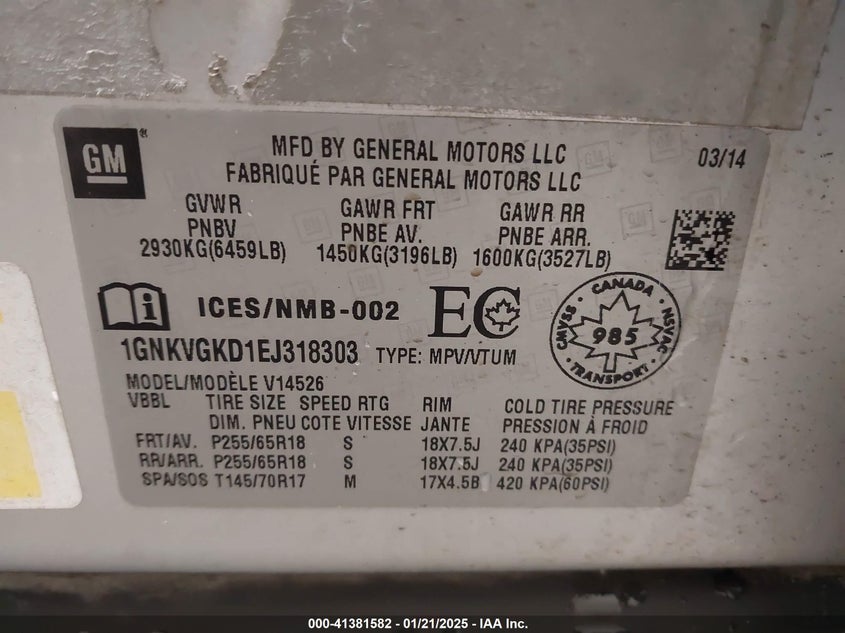 GM
MFD BY GENERAL MOTORS LLC
FABRIQUÉ PAR GENERAL MOTORS LLC
03/14
GVWR GAWR FRT GAWR RR
PNBV PNBE AV. PNBE ARR.
2930KG(6459LB) 1450KG(3196LB) 1600KG(3527LB)
i ICES/NMB-002 EC
CANADA
CMVSS 985 NSVAC
TRANSPORT
1GNKVGKD1EJ318303 TYPE: MPV/VTUM
MODEL/MODÈLE V14526
VBBL TIRE SIZE SPEED RTG RIM COLD TIRE PRESSURE
DIM. PNEU COTE VITESSE JANTE PRESSION À FROID
FRT/AV. P255/65R18 S 18X7.5J 240 KPA(35PSI)
RR/ARR. P255/65R18 S 18X7.5J 240 KPA(35PSI)
SPA/SOS T145/70R17 M 17X4.5B 420 KPA(60PSI)
000-41381582 - 01/21/2025 - IAA Inc.